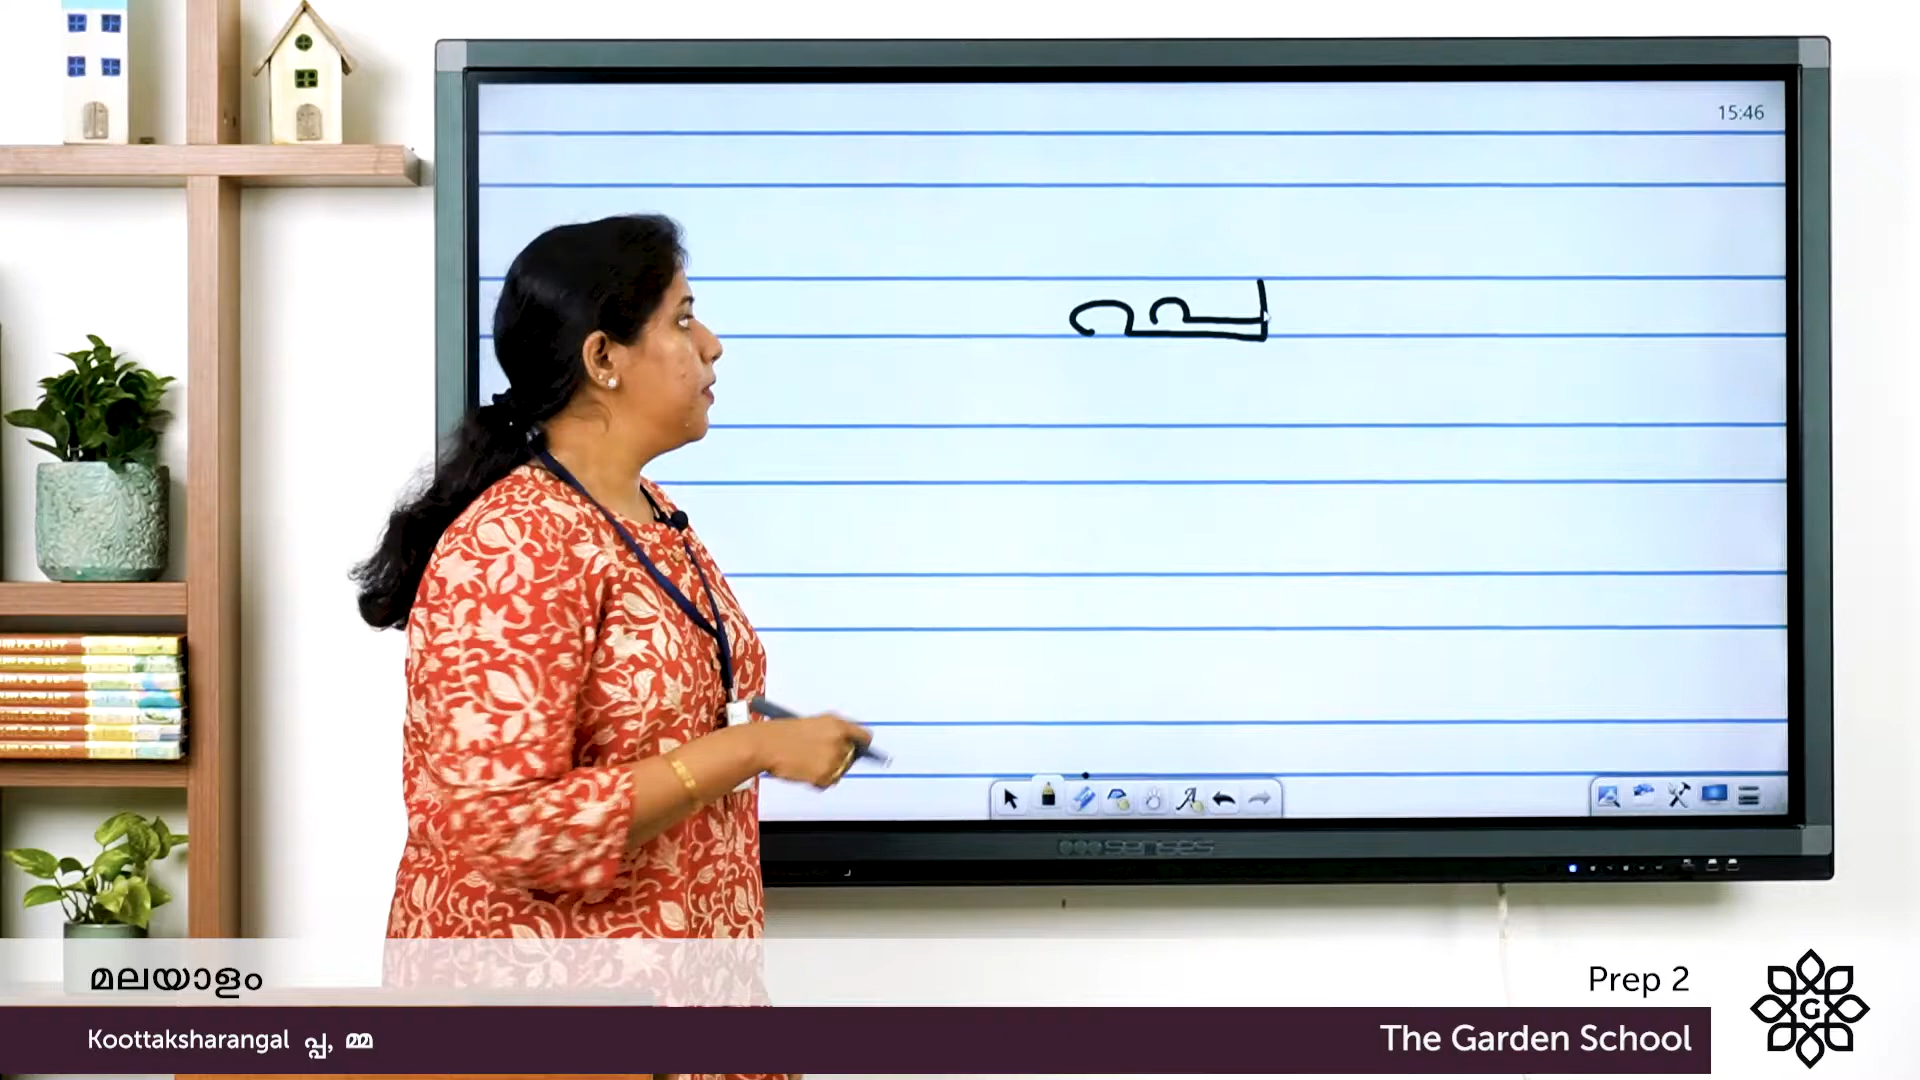 15:46
പ്പ
മലയാളം
Prep 2
Koottaksharangal പ്പ, മ്മ
The Garden School
G